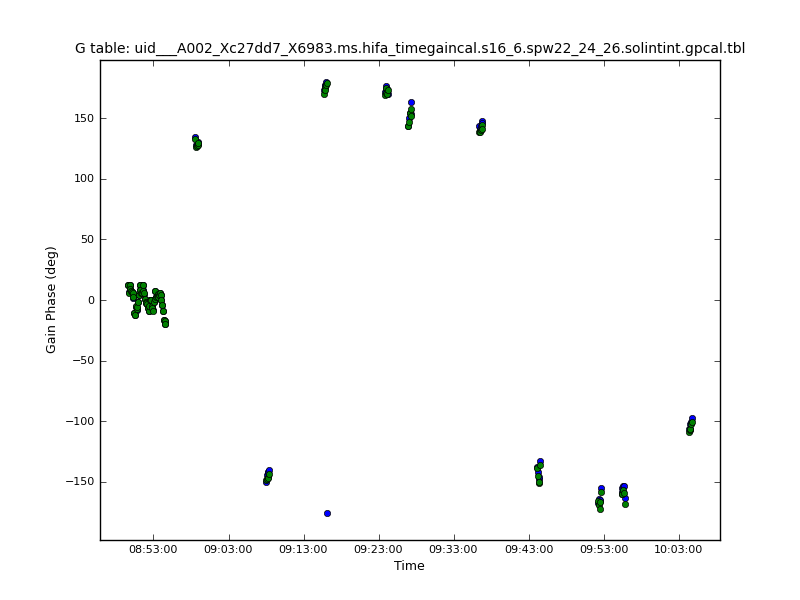 G table: uid___A002_Xc27dd7_X6983.ms.hifa_timegaincal.s16_6.spw22_24_26.solintint.gpcal.tbl
150
100
50
0
−50
−100
−150
Gain Phase (deg)
08:53:00 09:03:00 09:13:00 09:23:00 09:33:00 09:43:00 09:53:00 10:03:00
Time